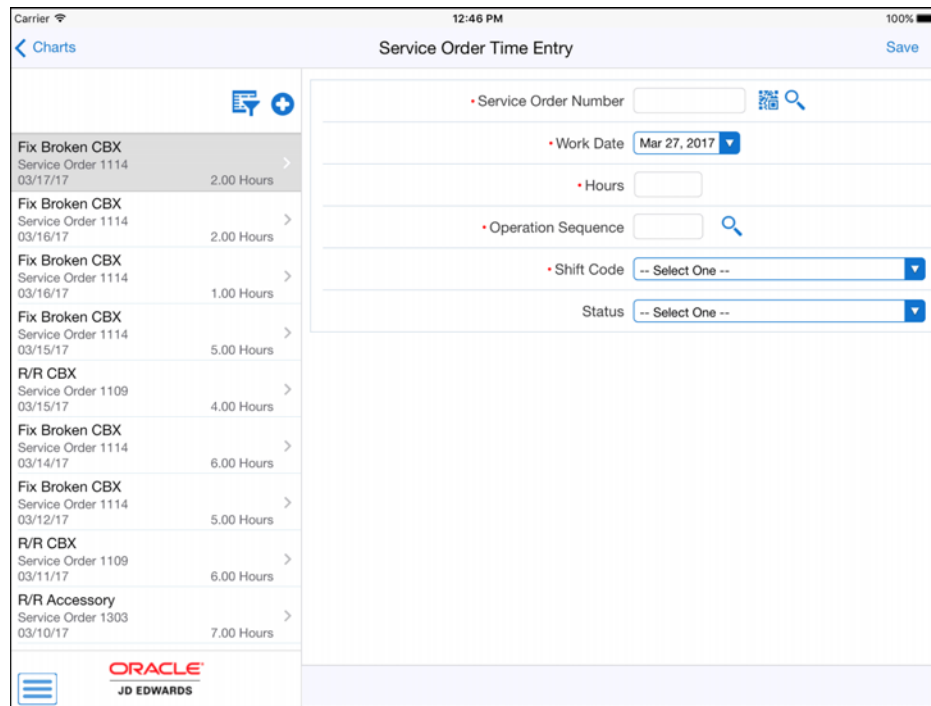 Carrier
12:46 PM
100%
Charts
Service Order Time Entry
Save
Fix Broken CBX
Service Order 1114
03/17/17 2.00 Hours
Fix Broken CBX
Service Order 1114
03/16/17 2.00 Hours
Fix Broken CBX
Service Order 1114
03/16/17 1.00 Hours
Fix Broken CBX
Service Order 1114
03/15/17 5.00 Hours
R/R CBX
Service Order 1109
03/15/17 4.00 Hours
Fix Broken CBX
Service Order 1114
03/14/17 6.00 Hours
Fix Broken CBX
Service Order 1114
03/12/17 5.00 Hours
R/R CBX
Service Order 1109
03/11/17 6.00 Hours
R/R Accessory
Service Order 1303
03/10/17 7.00 Hours
ORACLE
JD EDWARDS
• Service Order Number
• Work Date Mar 27, 2017
• Hours
• Operation Sequence
• Shift Code -- Select One --
Status -- Select One --